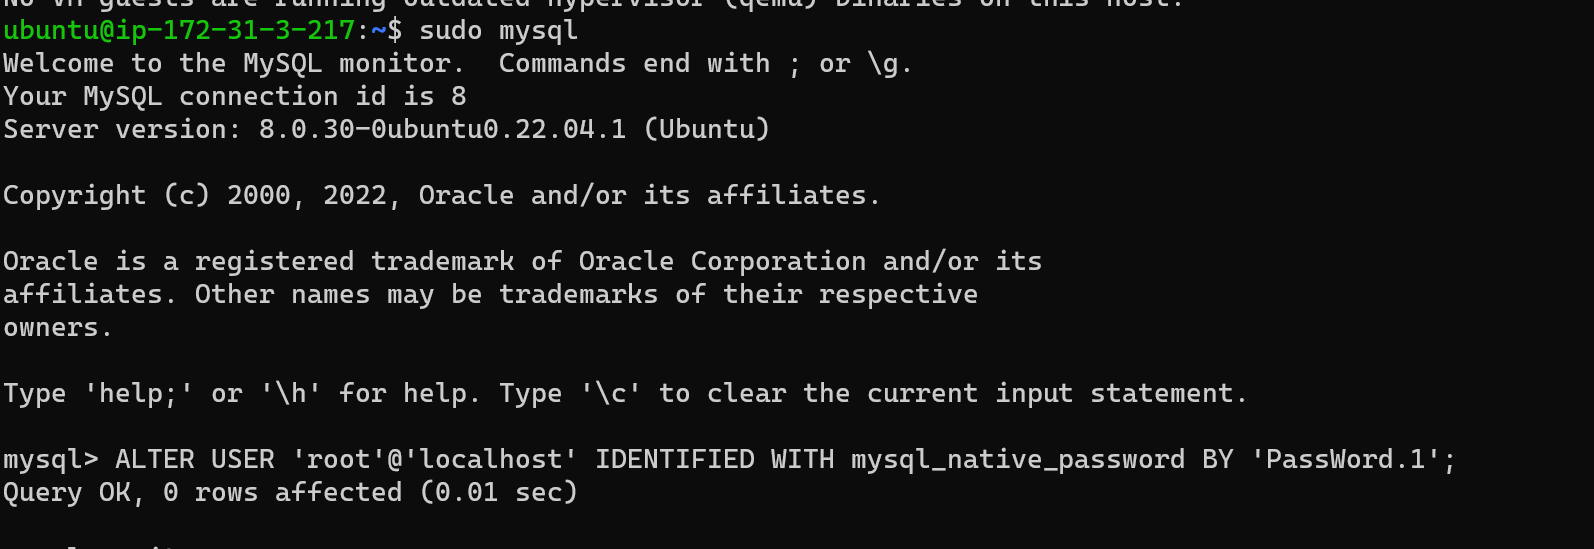 No VM guests are running outdated hypervisor (qemu) binaries on this host.
ubuntu@ip-172-31-3-217:~$ sudo mysql
Welcome to the MySQL monitor.  Commands end with ; or \g.
Your MySQL connection id is 8
Server version: 8.0.30-0ubuntu0.22.04.1 (Ubuntu)
Copyright (c) 2000, 2022, Oracle and/or its affiliates.
Oracle is a registered trademark of Oracle Corporation and/or its
affiliates. Other names may be trademarks of their respective
owners.
Type 'help;' or '\h' for help. Type '\c' to clear the current input statement.
mysql> ALTER USER 'root'@'localhost' IDENTIFIED WITH mysql_native_password BY 'PassWord.1';
Query OK, 0 rows affected (0.01 sec)